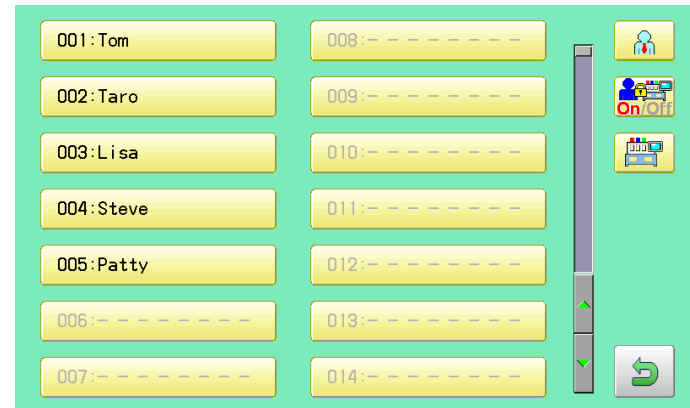 001:Tom
002:Taro
003:Lisa
004:Steve
005:Patty
006:- - - - - - - -
007:- - - - - - - -
008:- - - - - - - -
009:- - - - - - - -
010:- - - - - - - -
011:- - - - - - - -
012:- - - - - - - -
013:- - - - - - - -
014:- - - - - - - -
On/Off